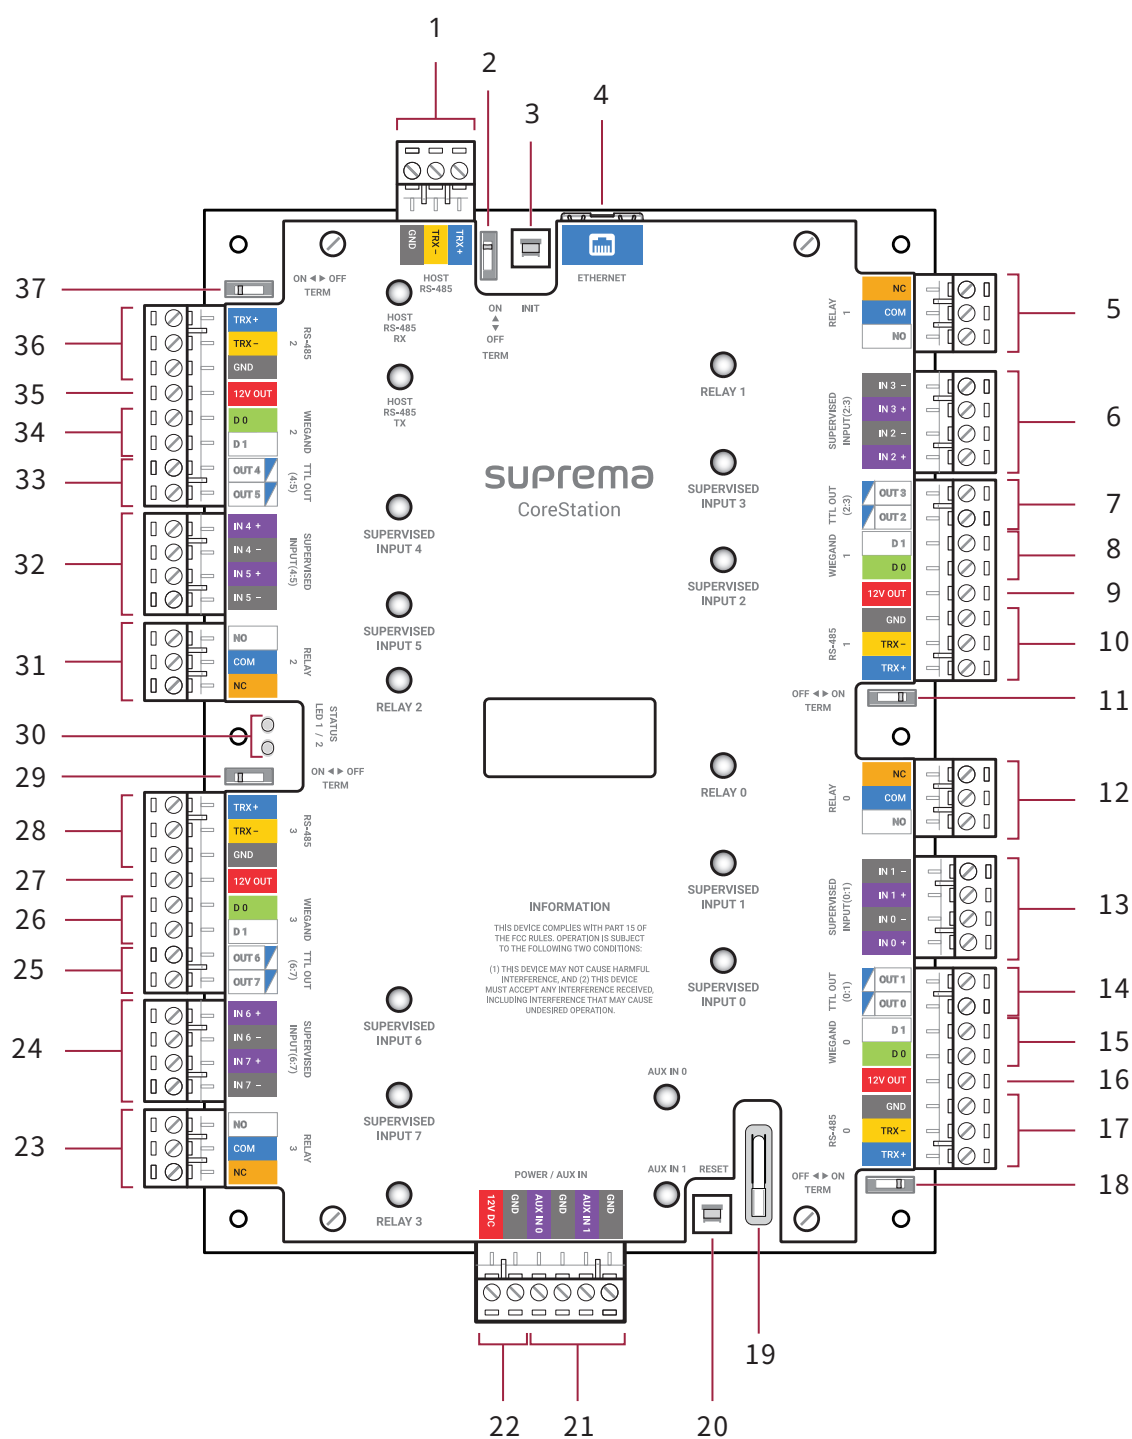 1
2
3
4
GND
TRX −
TRX +
HOST
RS-485
ETHERNET
ON
▲
▼
OFF
TERM
INIT
37
ON ◄ ► OFF
TERM
HOST
RS-485
RX
HOST
RS-485
TX
36
TRX +
TRX −
GND
RS-485
2
35
12V OUT
34
D 0
D 1
WIEGAND
2
33
OUT 4
OUT 5
TTL OUT
(4:5)
32
IN 4 +
IN 4 −
IN 5 +
IN 5 −
SUPERVISED
INPUT(4:5)
31
NO
COM
NC
RELAY
2
30
STATUS
LED 1 / 2
29
ON ◄ ► OFF
TERM
28
TRX +
TRX −
GND
RS-485
3
27
12V OUT
26
D 0
D 1
WIEGAND
3
25
OUT 6
OUT 7
TTL OUT
(6:7)
24
IN 6 +
IN 6 −
IN 7 +
IN 7 −
SUPERVISED
INPUT(6:7)
23
NO
COM
NC
RELAY
3
SUPERVISED
INPUT 4
SUPERVISED
INPUT 5
RELAY 2
SUPERVISED
INPUT 6
SUPERVISED
INPUT 7
RELAY 3
suprema
CoreStation
INFORMATION
THIS DEVICE COMPLIES WITH PART 15 OF
THE FCC RULES. OPERATION IS SUBJECT
TO THE FOLLOWING TWO CONDITIONS:
(1) THIS DEVICE MAY NOT CAUSE HARMFUL
INTERFERENCE, AND (2) THIS DEVICE
MUST ACCEPT ANY INTERFERENCE RECEIVED,
INCLUDING INTERFERENCE THAT MAY CAUSE
UNDESIRED OPERATION.
RELAY 1
SUPERVISED
INPUT 3
SUPERVISED
INPUT 2
RELAY 0
SUPERVISED
INPUT 1
SUPERVISED
INPUT 0
AUX IN 0
AUX IN 1
RESET
RELAY
1
NC
COM
NO
5
SUPERVISED
INPUT(2:3)
IN 3 −
IN 3 +
IN 2 −
IN 2 +
6
TTL OUT
(2:3)
OUT 3
OUT 2
7
WIEGAND
1
D 1
D 0
8
12V OUT
9
RS-485
1
GND
TRX −
TRX +
10
OFF ◄ ► ON
TERM
11
RELAY
0
NC
COM
NO
12
SUPERVISED
INPUT(0:1)
IN 1 −
IN 1 +
IN 0 −
IN 0 +
13
TTL OUT
(0:1)
OUT 1
OUT 0
14
WIEGAND
0
D 1
D 0
15
12V OUT
16
RS-485
0
GND
TRX −
TRX +
17
OFF ◄ ► ON
TERM
18
POWER / AUX IN
12V DC
GND
AUX IN 0
GND
AUX IN 1
GND
19
22
21
20